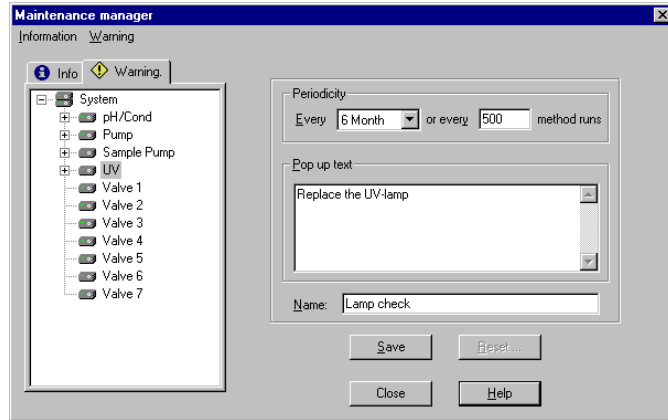 Maintenance manager
Information Warning
Info Warning.
System
pH/Cond
Pump
Sample Pump
UV
Valve 1
Valve 2
Valve 3
Valve 4
Valve 5
Valve 6
Valve 7
Periodicity
Every 6 Month or every 500 method runs
Pop up text
Replace the UV-lamp
Name: Lamp check
Save Reset ...
Close Help